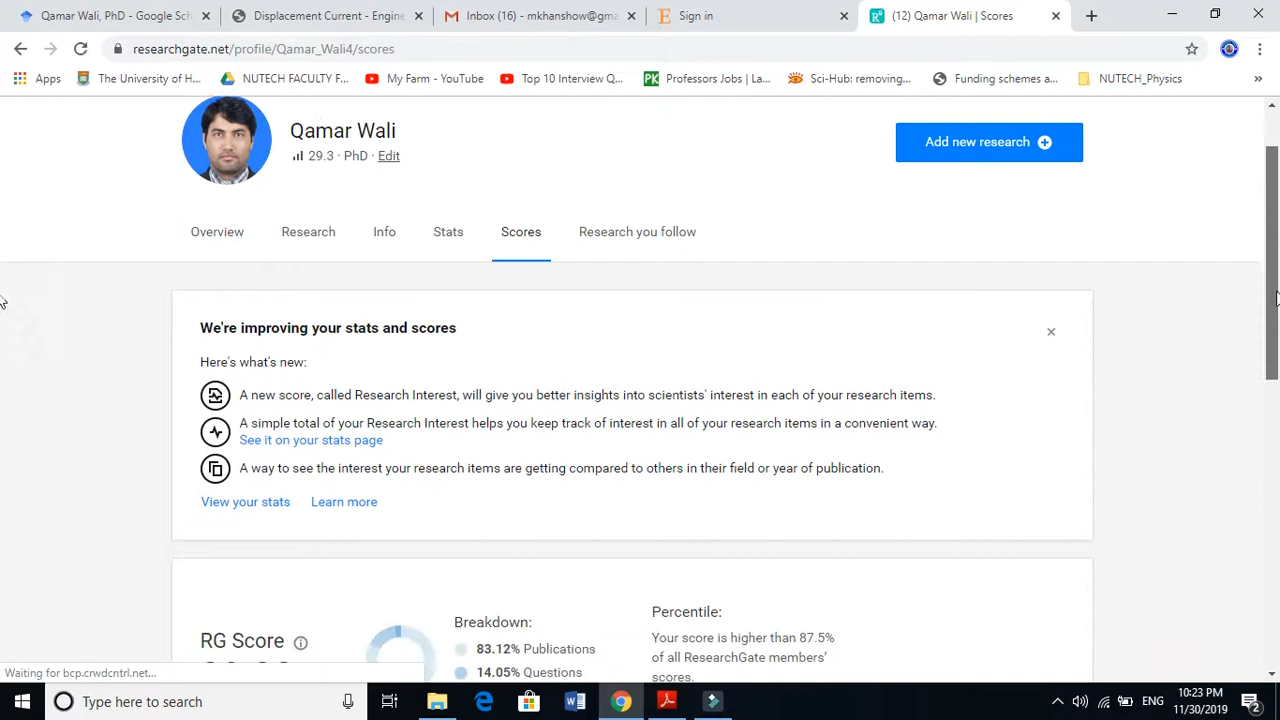 Qamar Wali, PhD - Google Sch
Displacement Current - Engin
Inbox (16) - mkhanshow@gma
Sign in
(12) Qamar Wali | Scores
researchgate.net/profile/Qamar_Wali4/scores
Apps
The University of H...
NUTECH FACULTY F...
My Farm - YouTube
Top 10 Interview Q...
Professors Jobs | La...
Sci-Hub: removing...
Funding schemes a...
NUTECH_Physics
Qamar Wali
29.3 · PhD · Edit
Add new research
Overview
Research
Info
Stats
Scores
Research you follow
We're improving your stats and scores
Here's what's new:
A new score, called Research Interest, will give you better insights into scientists' interest in each of your research items.
A simple total of your Research Interest helps you keep track of interest in all of your research items in a convenient way.
See it on your stats page
A way to see the interest your research items are getting compared to others in their field or year of publication.
View your stats
Learn more
RG Score
Breakdown:
83.12% Publications
14.05% Questions
Percentile:
Your score is higher than 87.5%
of all ResearchGate members'
scores.
Waiting for bcp.crwdcntrl.net...
Type here to search
ENG
10:23 PM
11/30/2019
2